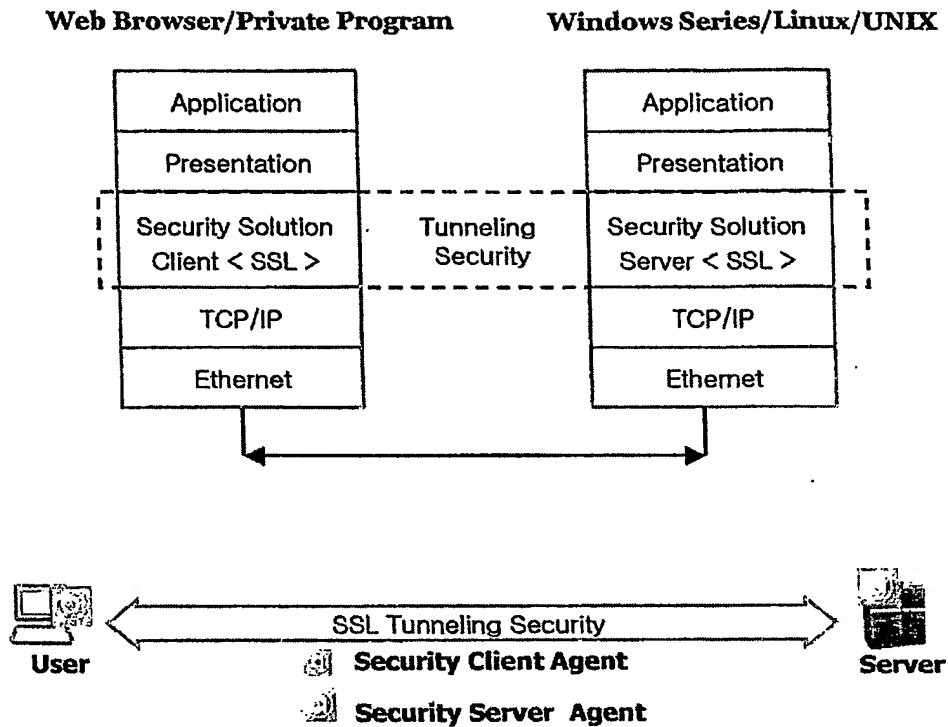 Web Browser/Private Program
Windows Series/Linux/UNIX
Application
Presentation
Security Solution
Client < SSL >
TCP/IP
Ethernet
Tunneling
Security
Application
Presentation
Security Solution
Server < SSL >
TCP/IP
Ethernet
SSL Tunneling Security
User
Server
Security Client Agent
Security Server Agent